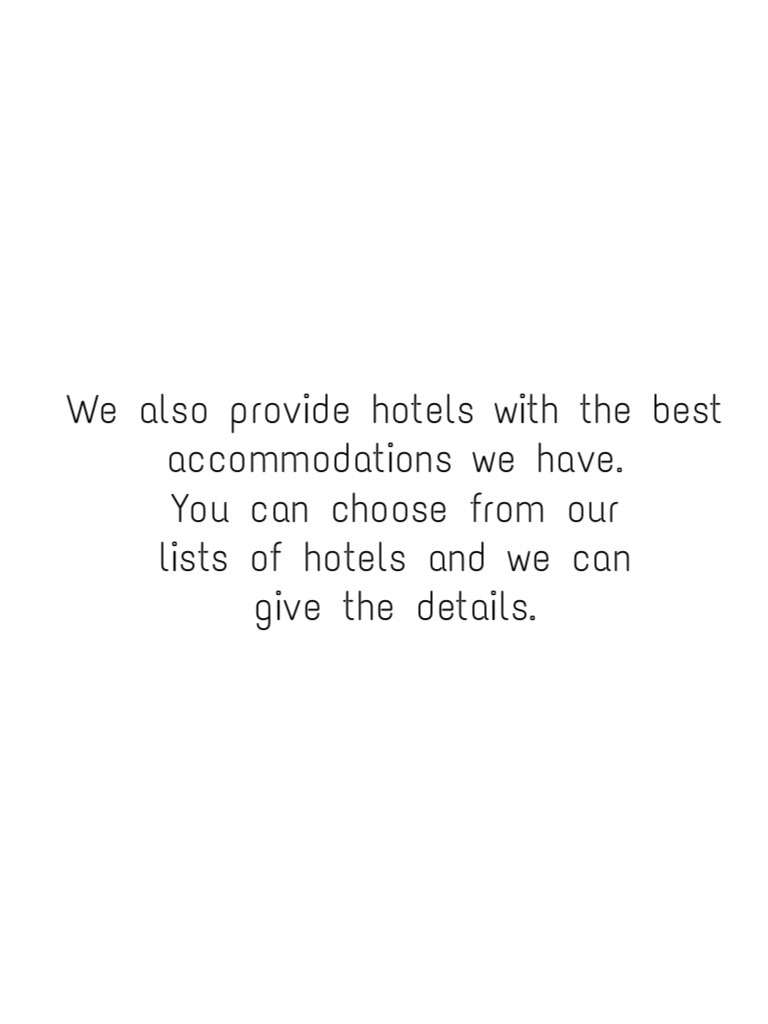 We also provide hotels with the best
accommodations we have.
You can choose from our
lists of hotels and we can
give the details.